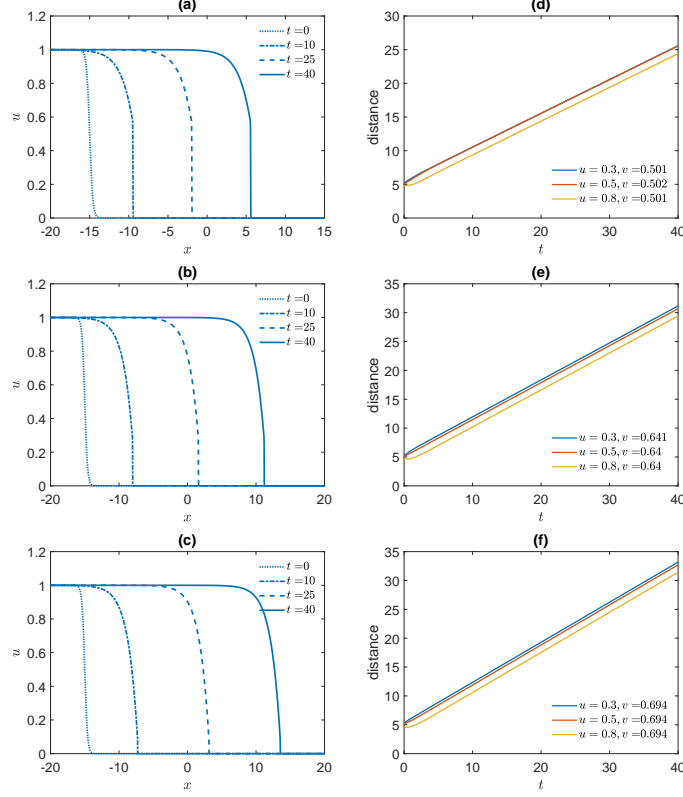 (a)
1.2
1
0.8
0.6
0.4
0.2
0
u
-20 -15 -10 -5 0 5 10 15
x
t =0
t =10
t =25
t =40
(d)
40
35
30
25
20
15
10
5
0
distance
0 10 20 30 40
t
u = 0.3, v =0.501
u = 0.5, v =0.502
u = 0.8, v =0.501
(b)
1.2
1
0.8
0.6
0.4
0.2
0
u
-20 -10 0 10 20
x
t =0
t =10
t =25
t =40
(e)
35
30
25
20
15
10
5
0
distance
0 10 20 30 40
t
u = 0.3, v =0.641
u = 0.5, v =0.64
u = 0.8, v =0.64
(c)
1.2
1
0.8
0.6
0.4
0.2
0
u
-20 -10 0 10 20
x
t =0
t =10
t =25
t =40
(f)
35
30
25
20
15
10
5
0
distance
0 10 20 30 40
t
u = 0.3, v =0.694
u = 0.5, v =0.694
u = 0.8, v =0.694